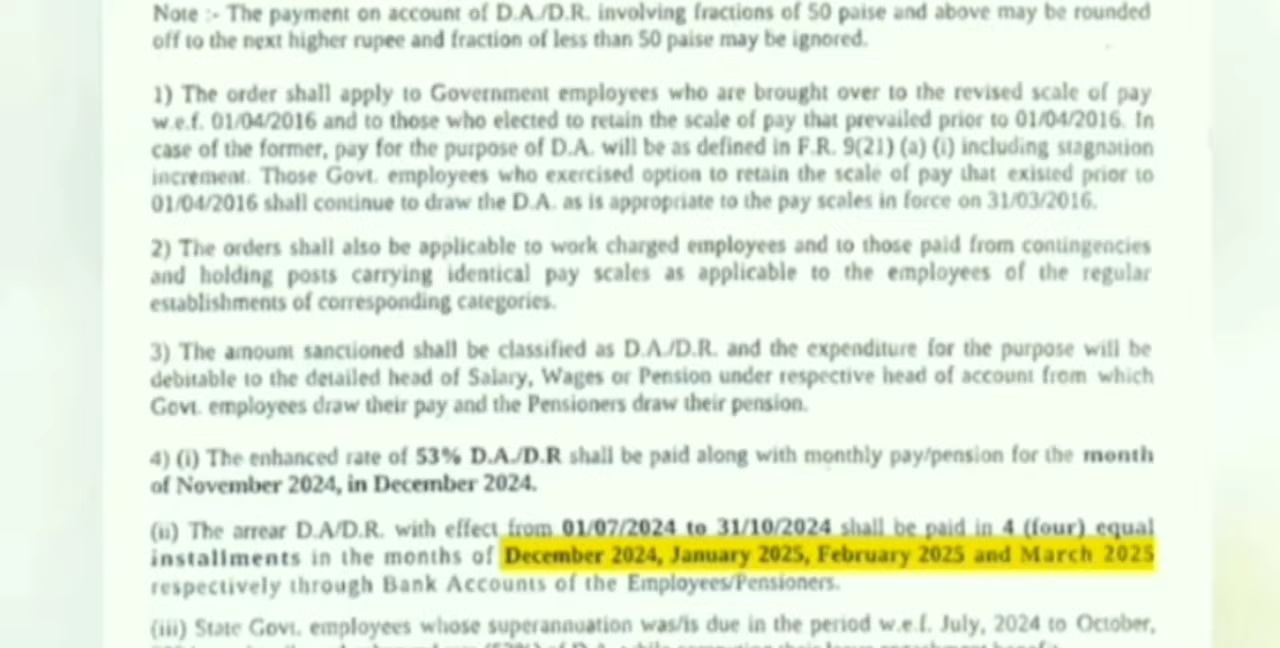 Note :- The payment on account of D.A./D.R. involving fractions of 50 paise and above may be rounded
off to the next higher rupee and fraction of less than 50 paise may be ignored.
1) The order shall apply to Government employees who are brought over to the revised scale of pay
w.e.f. 01/04/2016 and to those who elected to retain the scale of pay that prevailed prior to 01/04/2016. In
case of the former, pay for the purpose of D.A. will be as defined in F.R. 9(21) (a) (i) including stagnation
increment. Those Govt. employees who exercised option to retain the scale of pay that existed prior to
01/04/2016 shall continue to draw the D.A. as is appropriate to the pay scales in force on 31/03/2016.
2) The orders shall also be applicable to work charged employees and to those paid from contingencies
and holding posts carrying identical pay scales as applicable to the employees of the regular
establishments of corresponding categories.
3) The amount sanctioned shall be classified as D.A./D.R. and the expenditure for the purpose will be
debitable to the detailed head of Salary, Wages or Pension under respective head of account from which
Govt. employees draw their pay and the Pensioners draw their pension.
4) (i) The enhanced rate of 53% D.A./D.R shall be paid along with monthly pay/pension for the month
of November 2024, in December 2024.
(ii) The arrear D.A/D.R. with effect from 01/07/2024 to 31/10/2024 shall be paid in 4 (four) equal
installments in the months of December 2024, January 2025, February 2025 and March 2025
respectively through Bank Accounts of the Employees/Pensioners.
(iii) State Govt. employees whose superannuation was/is due in the period w.e.f. July, 2024 to October,